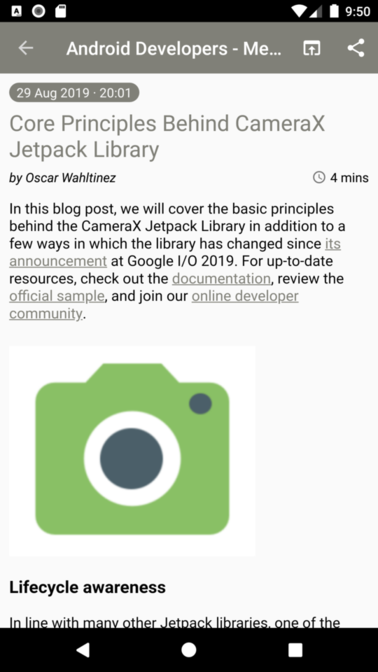 9:50
Android Developers - Me...
29 Aug 2019 · 20:01
Core Principles Behind CameraX
Jetpack Library
by Oscar Wahltinez
4 mins
In this blog post, we will cover the basic principles
behind the CameraX Jetpack Library in addition to a
few ways in which the library has changed since its
announcement at Google I/O 2019. For up-to-date
resources, check out the documentation, review the
official sample, and join our online developer
community.
Lifecycle awareness
In line with many other Jetpack libraries, one of the